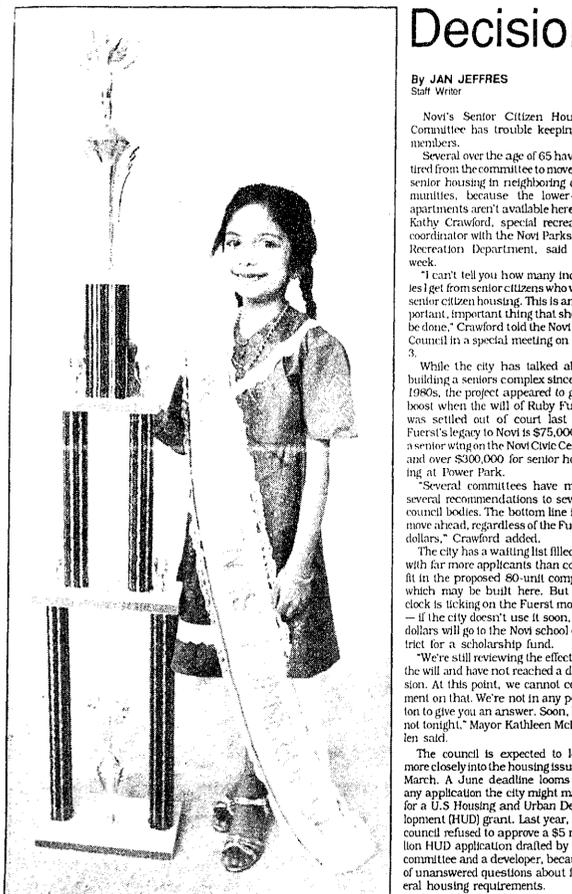 Decisio
By JAN JEFFRES
Staff Writer
Novi's Senior Citizen Hou
Committee has trouble keepin
members.
Several over the age of 65 hav
tired from the committee to move
senior housing in neighboring
munities, because the lower-
apartments aren't available here
Kathy Crawford, special recrea
coordinator with the Novi Parks
Recreation Department, said
week.
"I can't tell you how many inq
ies I get from senior citizens who w
senior citizen housing. This is an
portant, important thing that sho
be done," Crawford told the Novi
Council in a special meeting on
3.
While the city has talked ab
building a seniors complex since
1980s, the project appeared to g
boost when the will of Ruby Fu
was settled out of court last
Fuerst's legacy to Novi is $75,000
a senior wing on the Novi Civic Ce
and over $300,000 for senior ho
ing at Power Park.
"Several committees have m
several recommendations to sev
council bodies. The bottom line i
move ahead, regardless of the Fu
dollars," Crawford added.
The city has a waiting list filled
with far more applicants than co
fit in the proposed 80-unit comp
which may be built here. But
clock is ticking on the Fuerst mo
— if the city doesn't use it soon,
dollars will go to the Novi school
trict for a scholarship fund.
"We're still reviewing the effect
the will and have not reached a d
sion. At this point, we cannot co
ment on that. We're not in any p
ton to give you an answer. Soon,
not tonight," Mayor Kathleen McL
len said.
The council is expected to l
more closely into the housing issu
March. A June deadline looms
any application the city might m
for a U.S Housing and Urban De
lopment (HUD) grant. Last year,
council refused to approve a $5 m
lion HUD application drafted by
committee and a developer, becau
of unanswered questions about f
eral housing requirements.